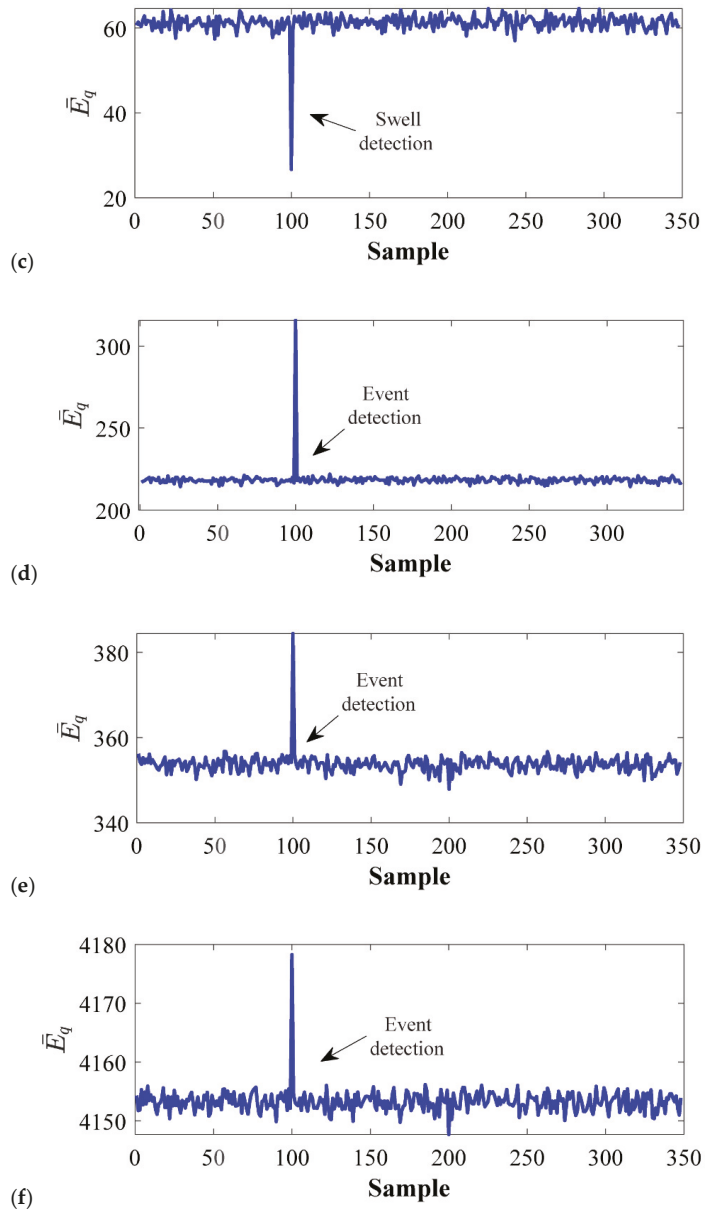 60
40
20
Ē̄_q
Swell
detection
0 50 100 150 200 250 300 350
Sample
(c)
300
250
200
Ē_q
Event
detection
0 50 100 150 200 250 300
Sample
(d)
380
360
340
Ē̄_q
Event
detection
0 50 100 150 200 250 300 350
Sample
(e)
4180
4170
4160
4150
Ē̄_q
Event
detection
0 50 100 150 200 250 300 350
Sample
(f)